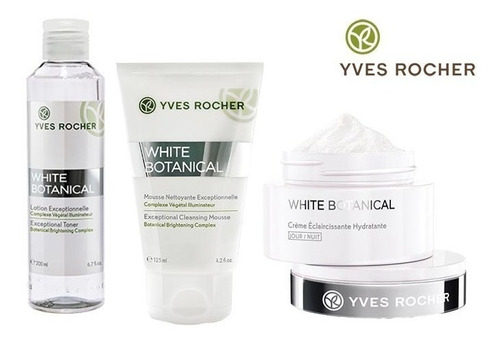 YVES ROCHER
YVES ROCHER
WHITE
BOTANICAL
Lotion Exceptionnelle
Complexe Végétal Illuminateur
Exceptional Toner
Botanical Brightening Complex
℮ 200 ml 6.7 fl.oz
YVES ROCHER
WHITE
BOTANICAL
Mousse Nettoyante Exceptionnelle
Complexe Végétal Illuminateur
Exceptional Cleansing Mousse
Botanical Brightening Complex
℮ 125 ml 4.2 fl.oz
WHITE BOTANICAL
Crème Éclaircissante Hydratante
JOUR / NUIT
YVES ROCHER